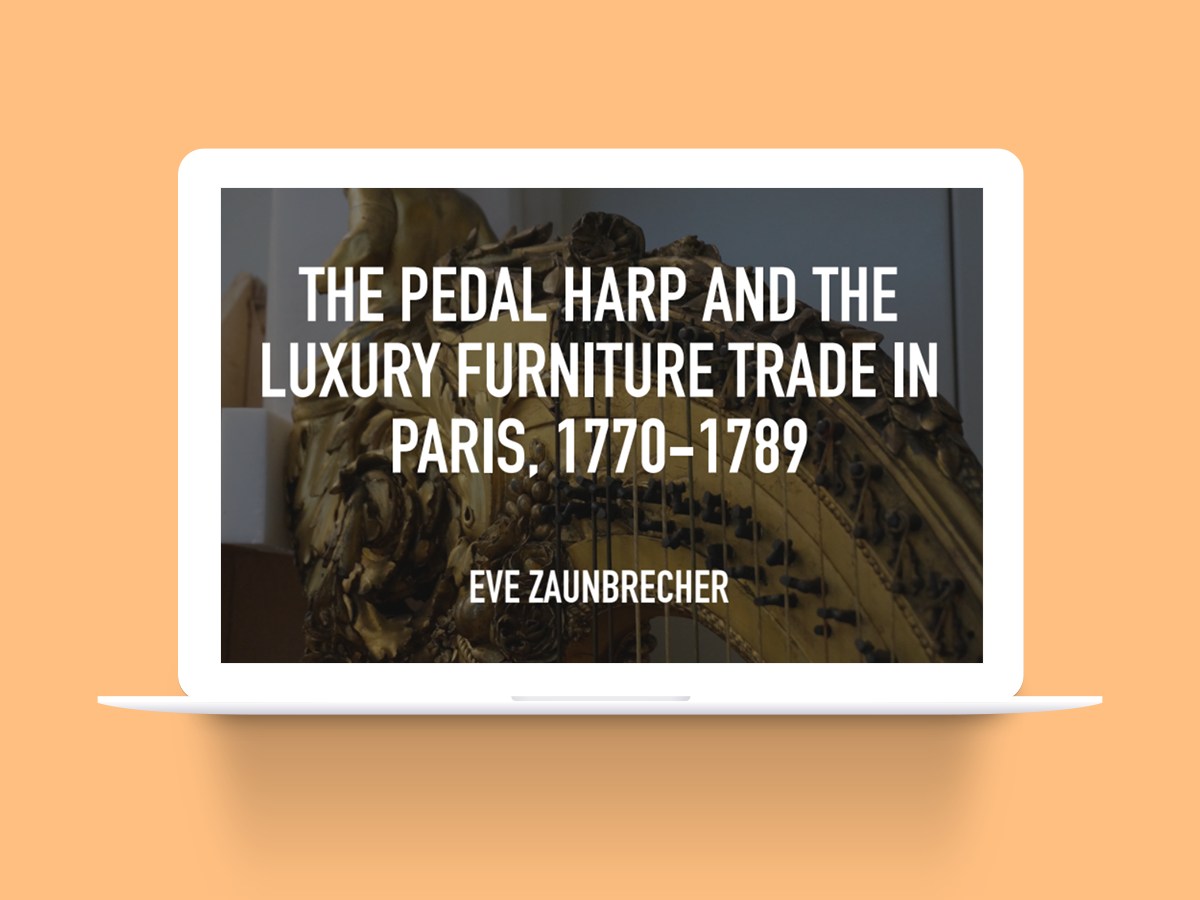 THE PEDAL HARP AND THE
LUXURY FURNITURE TRADE IN
PARIS, 1770-1789
EVE ZAUNBRECHER